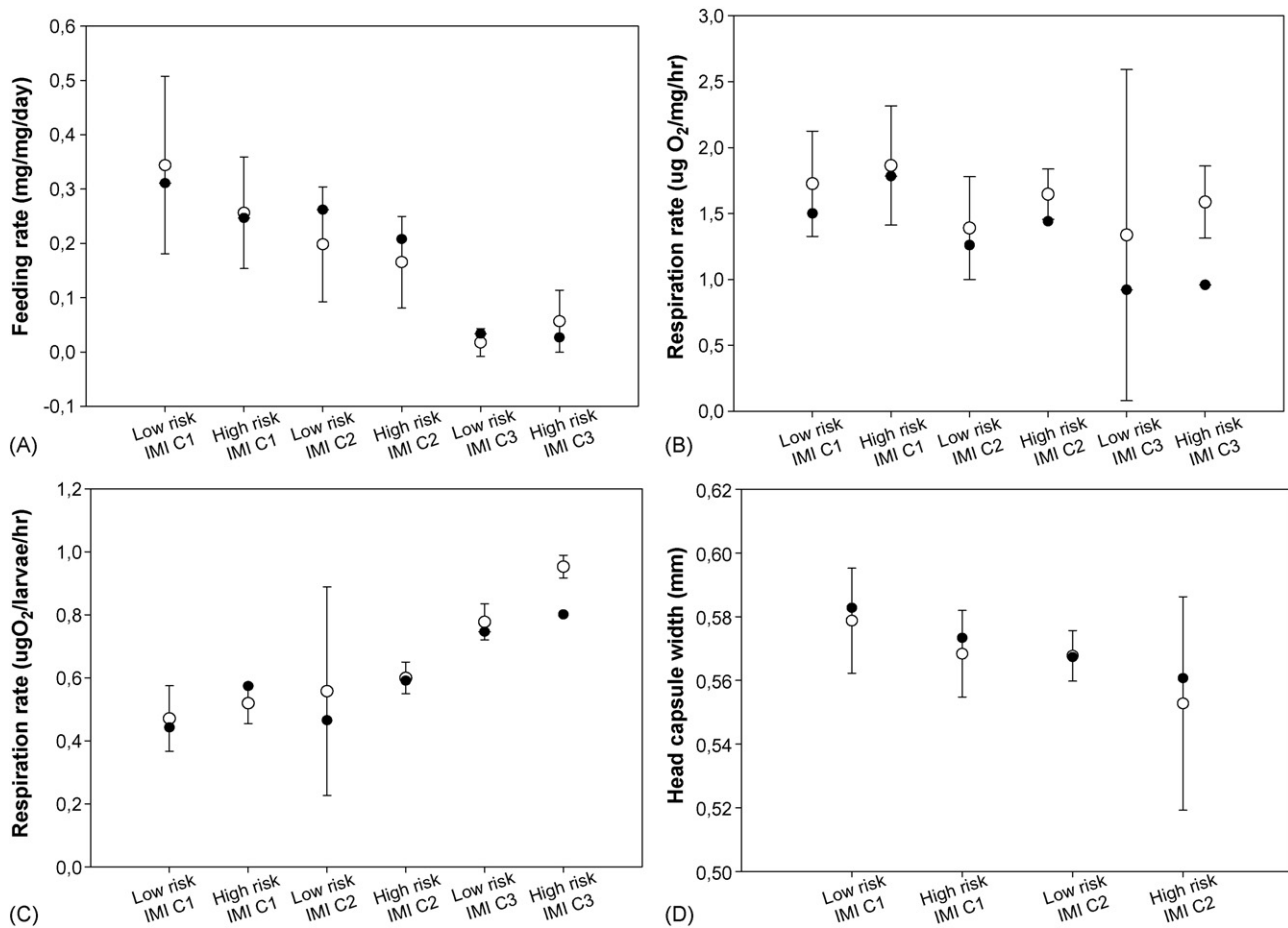 Feeding rate (mg/mg/day)
0,6
0,5
0,4
0,3
0,2
0,1
0,0
-0,1
Low risk
IMI C1
High risk
IMI C1
Low risk
IMI C2
High risk
IMI C2
Low risk
IMI C3
High risk
IMI C3
(A)
Respiration rate (ug O₂/mg/hr)
3,0
2,5
2,0
1,5
1,0
0,5
0,0
Low risk
IMI C1
High risk
IMI C1
Low risk
IMI C2
High risk
IMI C2
Low risk
IMI C3
High risk
IMI C3
(B)
Respiration rate (ugO₂/larvae/hr)
1,2
1,0
0,8
0,6
0,4
0,2
0,0
Low risk
IMI C1
High risk
IMI C1
Low risk
IMI C2
High risk
IMI C2
Low risk
IMI C3
High risk
IMI C3
(C)
Head capsule width (mm)
0,62
0,60
0,58
0,56
0,54
0,52
0,50
Low risk
IMI C1
High risk
IMI C1
Low risk
IMI C2
High risk
IMI C2
(D)